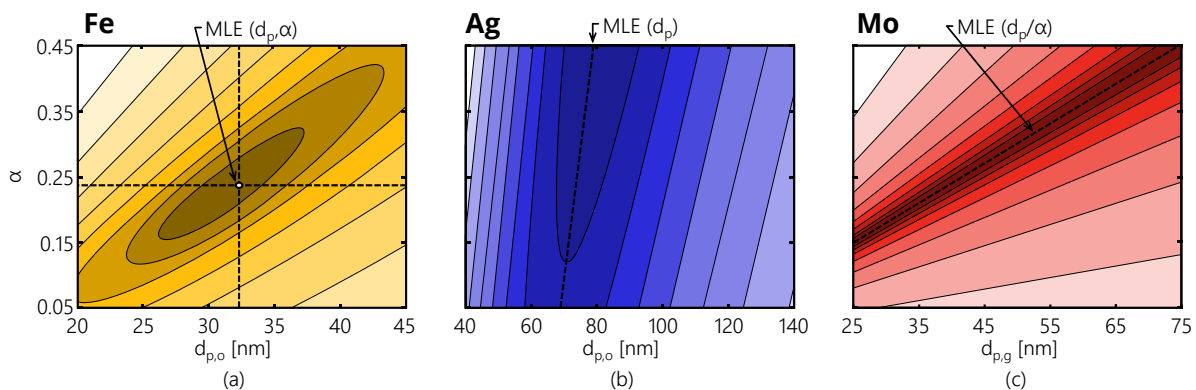 Fe
MLE (dp,α)
Ag
MLE (dp)
Mo
MLE (dp/α)
α
0.45
0.35
0.25
0.15
0.05
20 25 30 35 40 45
40 60 80 100 120 140
25 35 45 55 65 75
dp,o [nm]
dp,o [nm]
dp,g [nm]
(a)
(b)
(c)